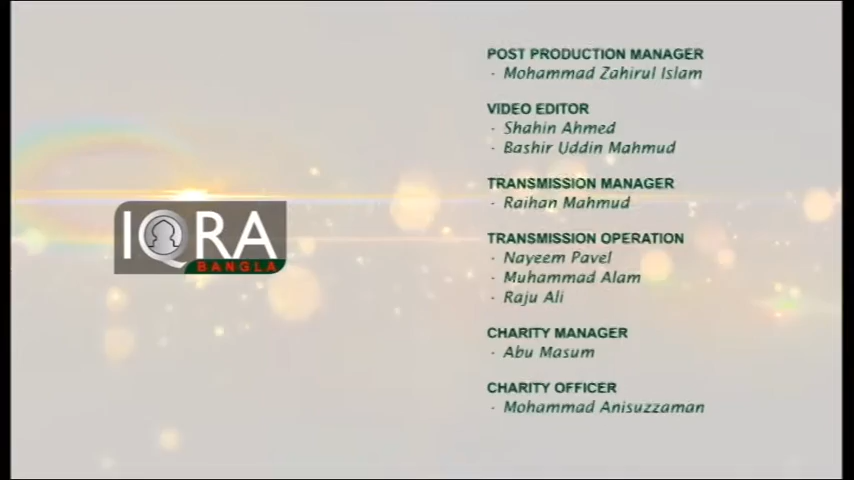 IQRA
BANGLA
POST PRODUCTION MANAGER
- Mohammad Zahirul Islam
VIDEO EDITOR
- Shahin Ahmed
- Bashir Uddin Mahmud
TRANSMISSION MANAGER
- Raihan Mahmud
TRANSMISSION OPERATION
- Nayeem Pavel
- Muhammad Alam
- Raju Ali
CHARITY MANAGER
- Abu Masum
CHARITY OFFICER
- Mohammad Anisuzzaman